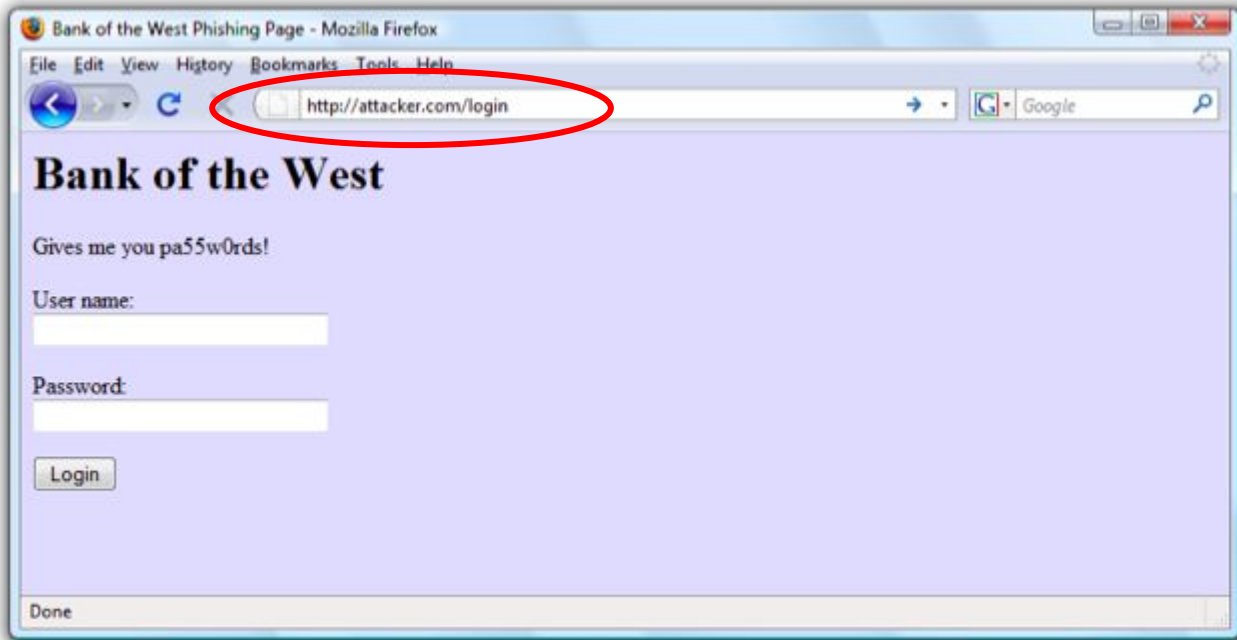 Bank of the West Phishing Page - Mozilla Firefox
File Edit View History Bookmarks Tools Help
http://attacker.com/login
G Google
Bank of the West
Gives me you pa55w0rds!
User name:
Password:
Login
Done